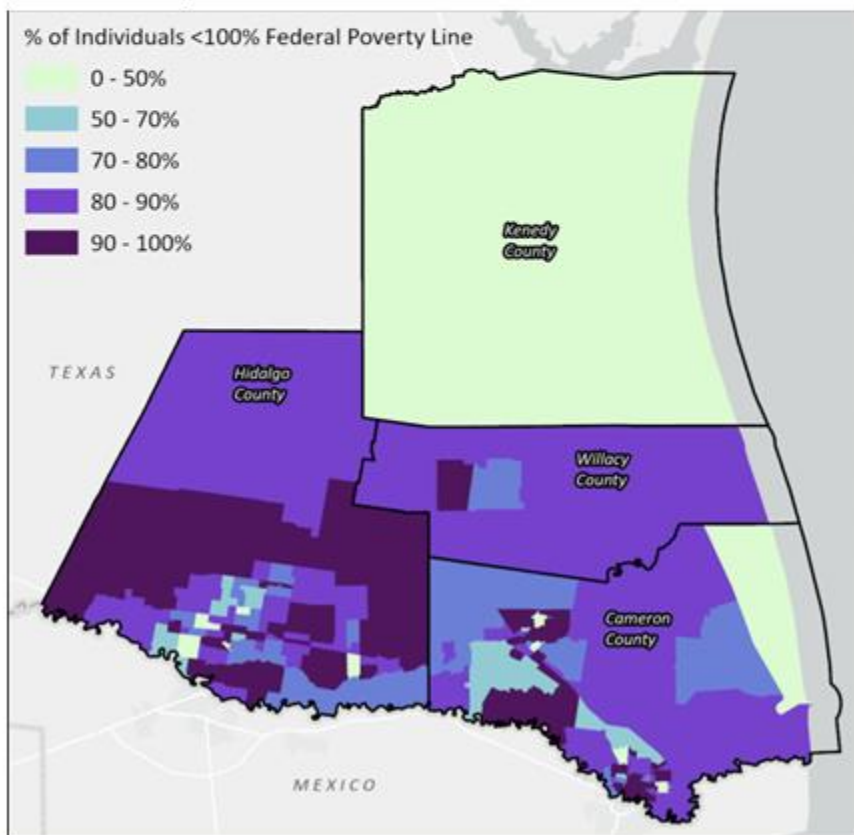 % of Individuals <100% Federal Poverty Line
0 - 50%
50 - 70%
70 - 80%
80 - 90%
90 - 100%
Kenedy
County
TEXAS
Hidalgo
County
Willacy
County
Cameron
County
MEXICO